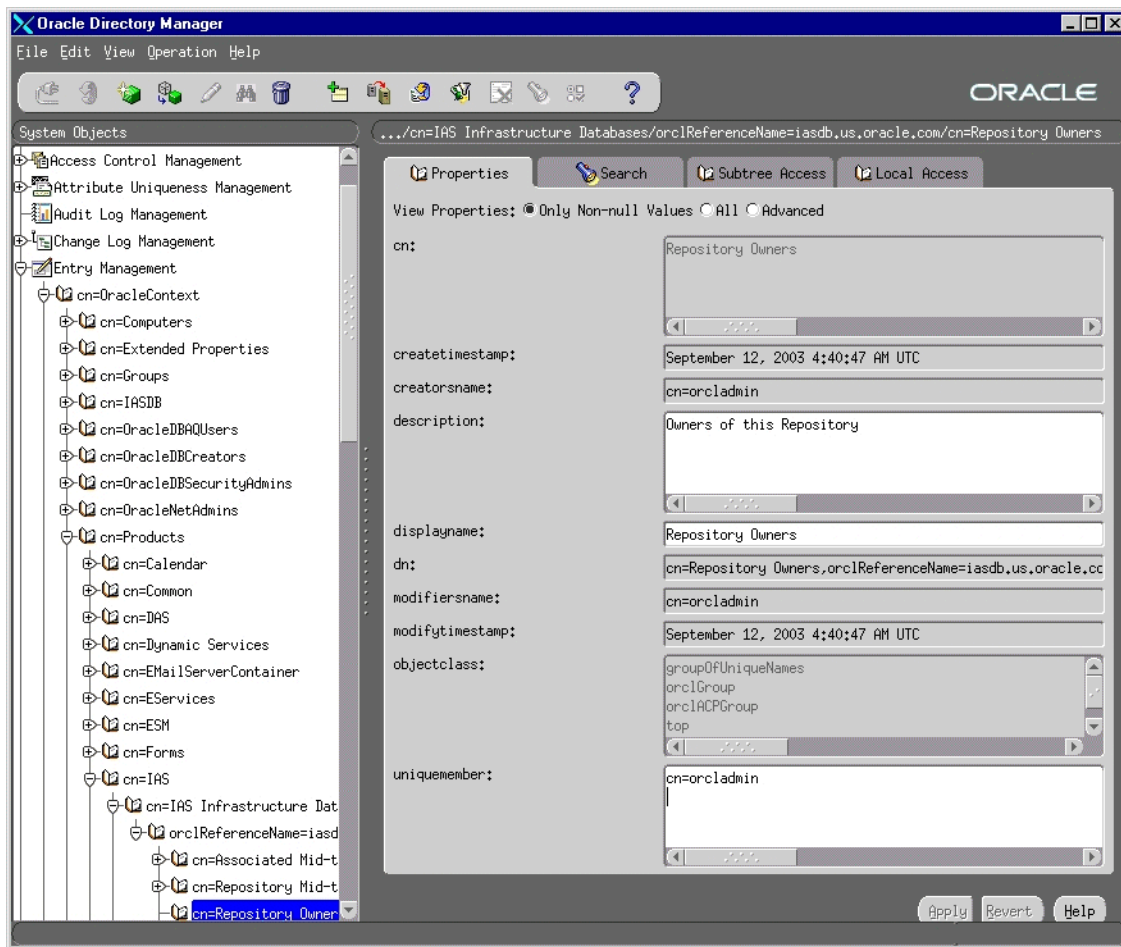 Oracle Directory Manager
File Edit View Operation Help
ORACLE
System Objects
.../cn=IAS Infrastructure Databases/orclReferenceName=iasdb.us.oracle.com/cn=Repository Owners
Access Control Management
Attribute Uniqueness Management
Audit Log Management
Change Log Management
Entry Management
cn=OracleContext
cn=Computers
cn=Extended Properties
cn=Groups
cn=IASDB
cn=OracleDBAQUsers
cn=OracleDBCreators
cn=OracleDBSecurityAdmins
cn=OracleNetAdmins
cn=Products
cn=Calendar
cn=Common
cn=DAS
cn=Dynamic Services
cn=EMailServerContainer
cn=EServices
cn=ESM
cn=Forms
cn=IAS
cn=IAS Infrastructure Dat
orclReferenceName=iasd
cn=Associated Mid-t
cn=Repository Mid-t
cn=Repository Owner
Properties Search Subtree Access Local Access
View Properties: Only Non-null Values All Advanced
cn: Repository Owners
createtimestamp: September 12, 2003 4:40:47 AM UTC
creatorsname: cn=orcladmin
description: Owners of this Repository
displayname: Repository Owners
dn: cn=Repository Owners,orclReferenceName=iasdb.us.oracle.cc
modifiersname: cn=orcladmin
modifytimestamp: September 12, 2003 4:40:47 AM UTC
objectclass: groupOfUniqueNames
orclGroup
orclACPGroup
top
uniquemember: cn=orcladmin
Apply Revert Help